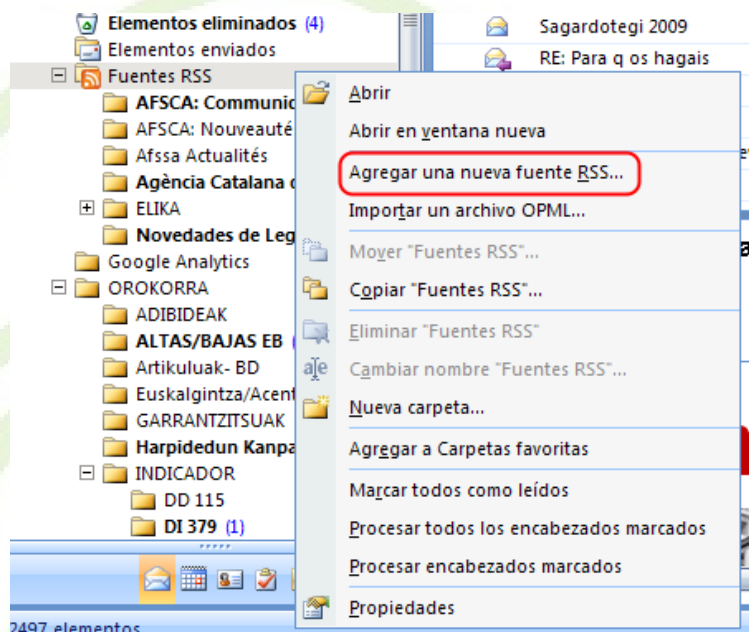 Elementos eliminados (4)
Elementos enviados
Fuentes RSS
AFSCA:
AFSCA: Nouveauté
Afssa Actualités
Agència Catalana
ELIKA
Novedades de Leg
Google Analytics
OROKORRA
ADIBIDEAK
ALTAS/BAJAS EB
Artikuluak- BD
Euskalgintza/Acent
GARRANTZITSUAK
Harpidedun Kanpa
INDICADOR
DD 115
DI 379 (1)
2497 elementos
Sagardotegi 2009
RE: Para q os hagais
Abrir
Abrir en ventana nueva
Agregar una nueva fuente RSS...
Importar un archivo OPML...
Mover "Fuentes RSS"...
Copiar "Fuentes RSS"...
Eliminar "Fuentes RSS"
Cambiar nombre "Fuentes RSS"...
Nueva carpeta...
Agregar a Carpetas favoritas
Marcar todos como leídos
Procesar todos los encabezados marcados
Procesar encabezados marcados
Propiedades